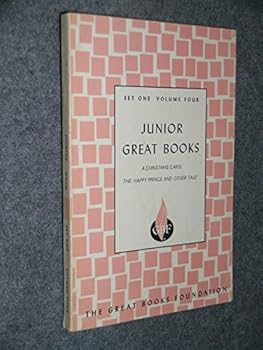 SET ONE VOLUME FOUR
JUNIOR
GREAT BOOKS
A CHRISTMAS CAROL
THE HAPPY PRINCE AND OTHER TALES
GBF
THE GREAT BOOKS FOUNDATION